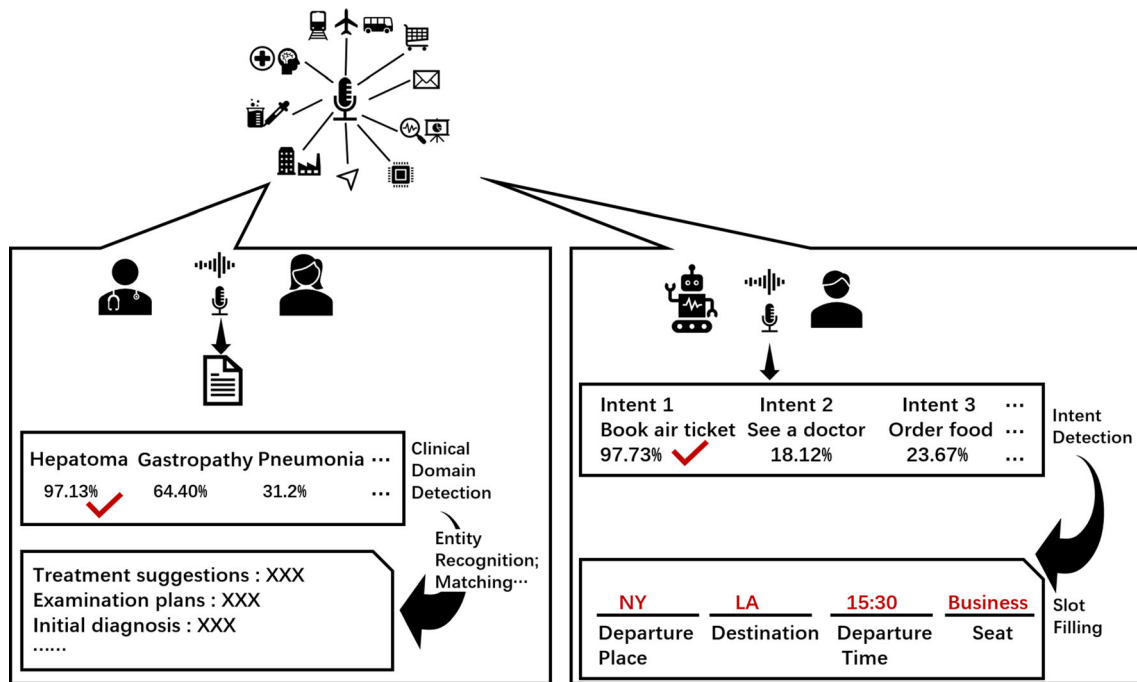 Hepatoma Gastropathy Pneumonia ...
97.13% 64.40% 31.2% ...
Clinical
Domain
Detection
Entity
Recognition;
Matching...
Treatment suggestions : XXX
Examination plans : XXX
Initial diagnosis : XXX
......
Intent 1 Intent 2 Intent 3 ...
Book air ticket See a doctor Order food ...
97.73% 18.12% 23.67% ...
Intent
Detection
NY LA 15:30 Business
Departure Place Destination Departure Time Seat
Slot
Filling